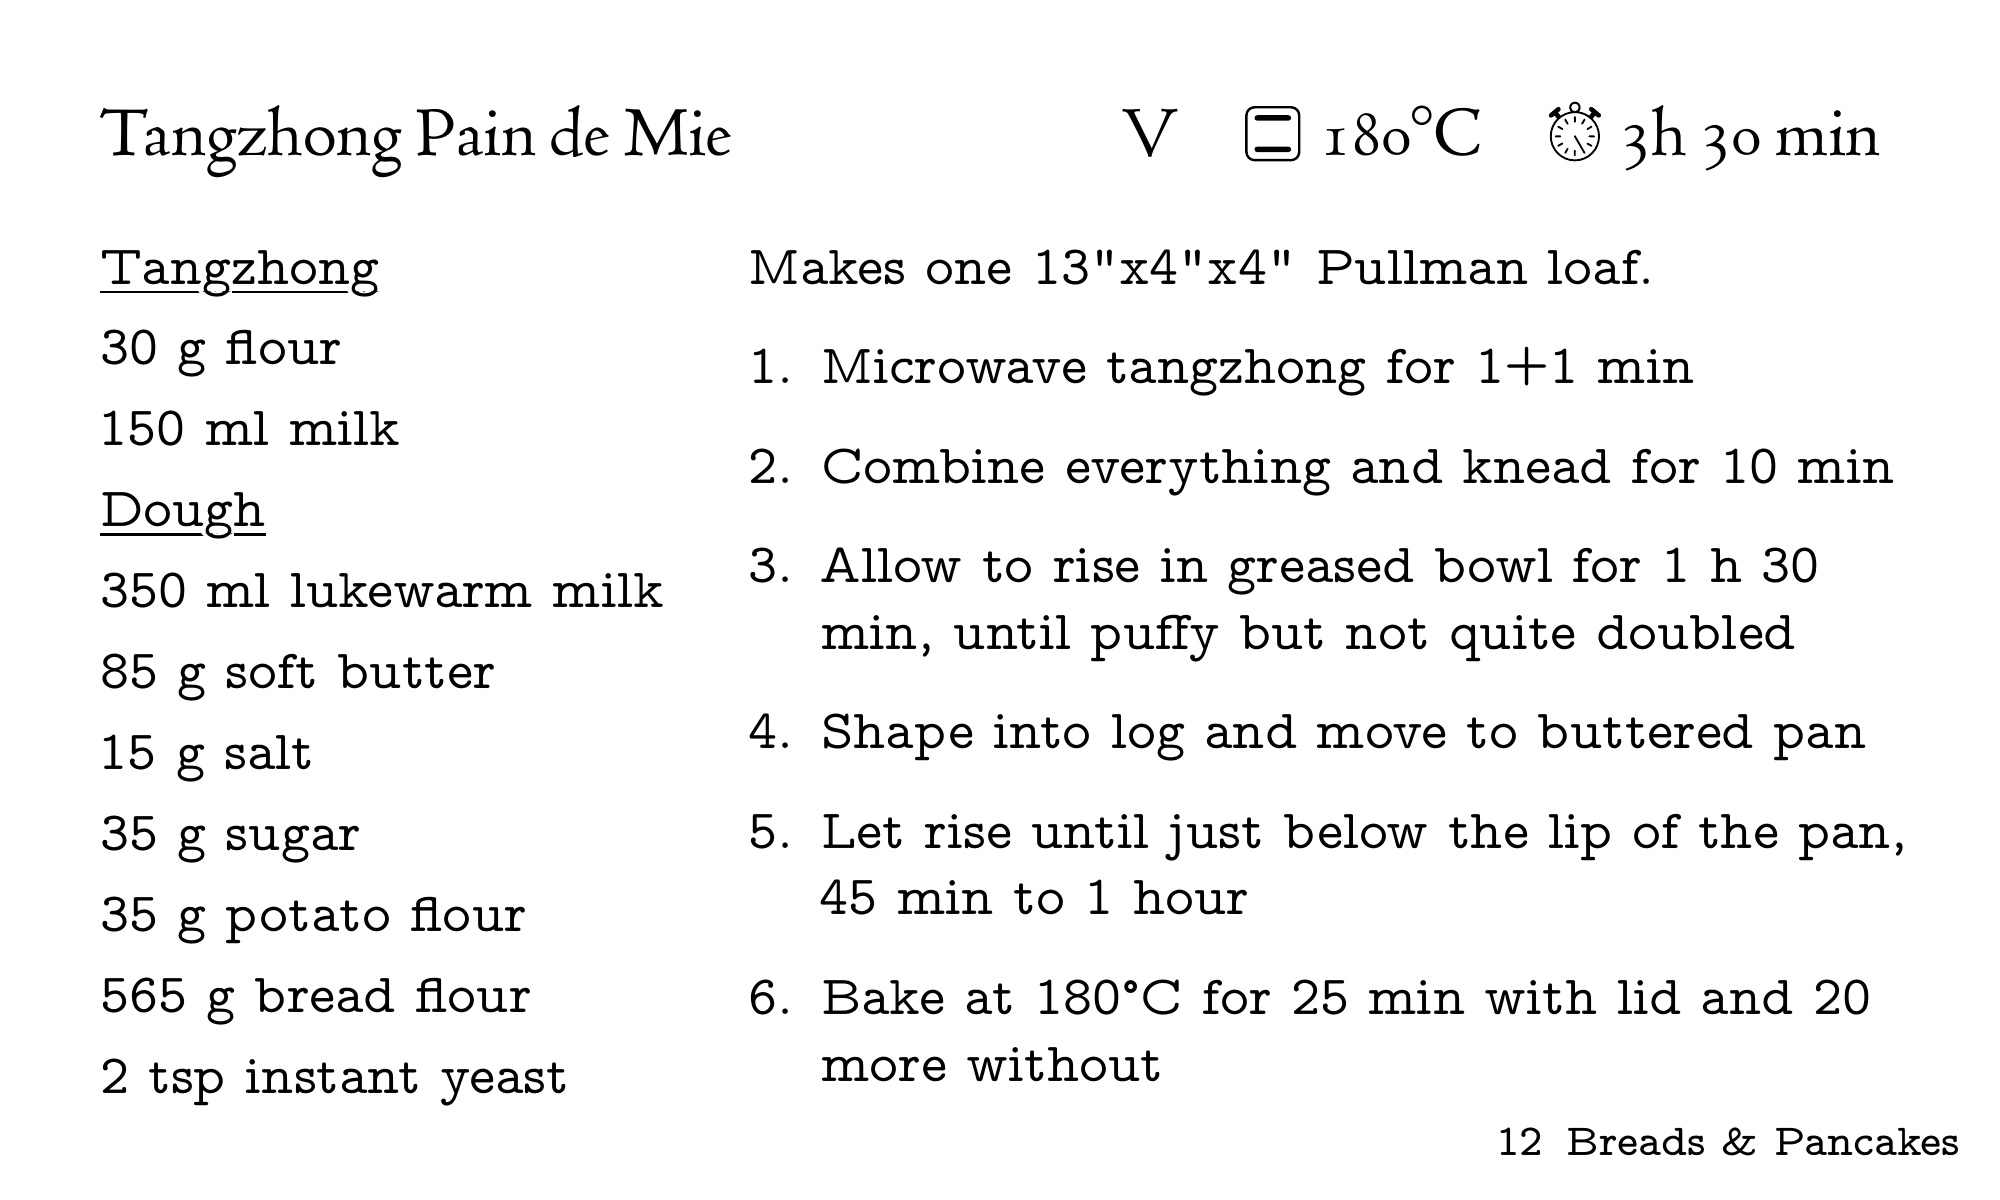 Tangzhong Pain de Mie
V 180°C 3h 30 min
Tangzhong
30 g flour
150 ml milk
Dough
350 ml lukewarm milk
85 g soft butter
15 g salt
35 g sugar
35 g potato flour
565 g bread flour
2 tsp instant yeast
Makes one 13"x4"x4" Pullman loaf.
1. Microwave tangzhong for 1+1 min
2. Combine everything and knead for 10 min
3. Allow to rise in greased bowl for 1 h 30
min, until puffy but not quite doubled
4. Shape into log and move to buttered pan
5. Let rise until just below the lip of the pan,
45 min to 1 hour
6. Bake at 180°C for 25 min with lid and 20
more without
12 Breads & Pancakes